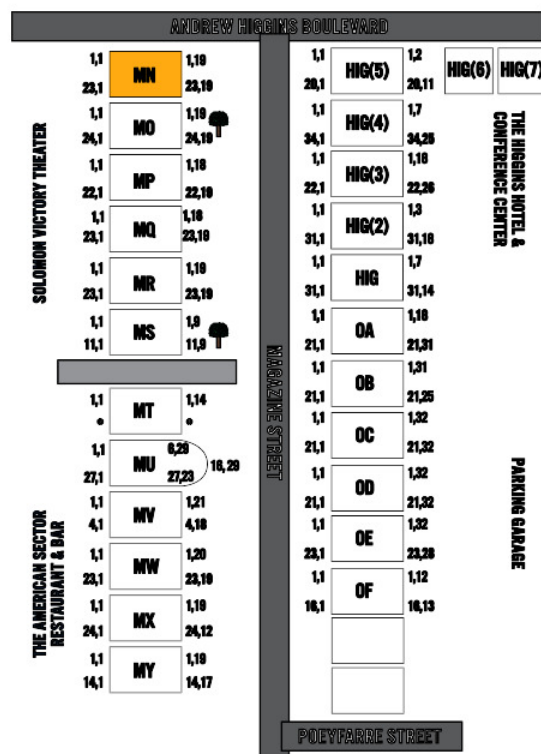 ANDREW HIGGINS BOULEVARD
SOLOMON VICTORY THEATER
1,1 MN 1,19
23,1 23,19
1,1 MO 1,19
24,1 24,19
1,1 MP 1,18
22,1 22,19
1,1 MQ 1,18
23,1 23,19
1,1 MR 1,19
23,1 23,19
1,1 MS 1,9
11,1 11,9
THE AMERICAN SECTOR
RESTAURANT & BAR
1,1 MT 1,14
1,1 MU 6,29
27,1 27,23
16,29
1,1 MV 1,21
4,1 4,18
1,1 MW 1,20
23,1 23,19
1,1 MX 1,19
24,1 24,12
1,1 MY 1,19
14,1 14,17
MAGAZINE STREET
1,1 HIG(5) 1,2
20,11
HIG(6) HIG(7)
1,1 HIG(4) 1,7
34,1 34,25
1,1 HIG(3) 1,16
22,1 22,26
1,1 HIG(2) 1,3
31,1 31,16
1,1 HIG 1,7
31,1 31,14
1,1 OA 1,18
21,1 21,31
1,1 OB 1,31
21,1 21,25
1,1 OC 1,32
21,1 21,32
1,1 OD 1,32
21,1 21,32
1,1 OE 1,32
23,1 23,28
1,1 OF 1,12
16,1 16,13
THE HIGGINS HOTEL &
CONFERENCE CENTER
PARKING GARAGE
POEYFARRE STREET